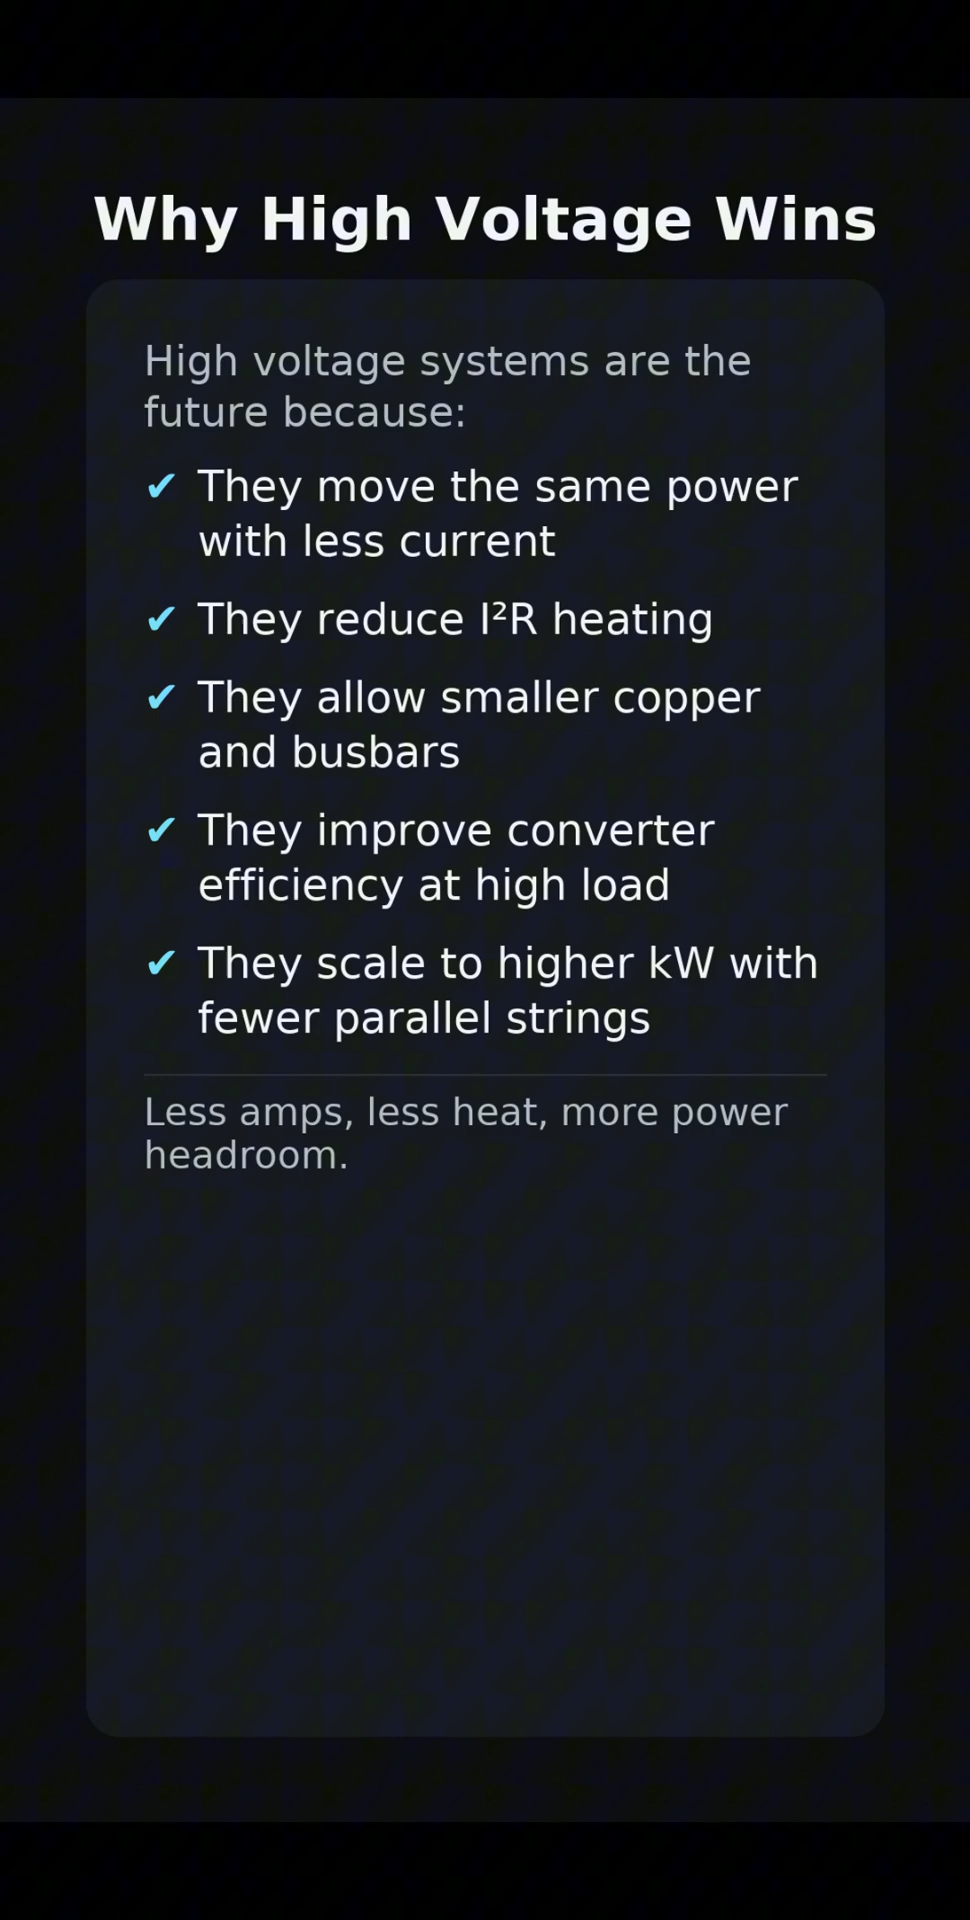 Why High Voltage Wins
High voltage systems are the
future because:
✔ They move the same power
with less current
✔ They reduce I²R heating
✔ They allow smaller copper
and busbars
✔ They improve converter
efficiency at high load
✔ They scale to higher kW with
fewer parallel strings
Less amps, less heat, more power
headroom.